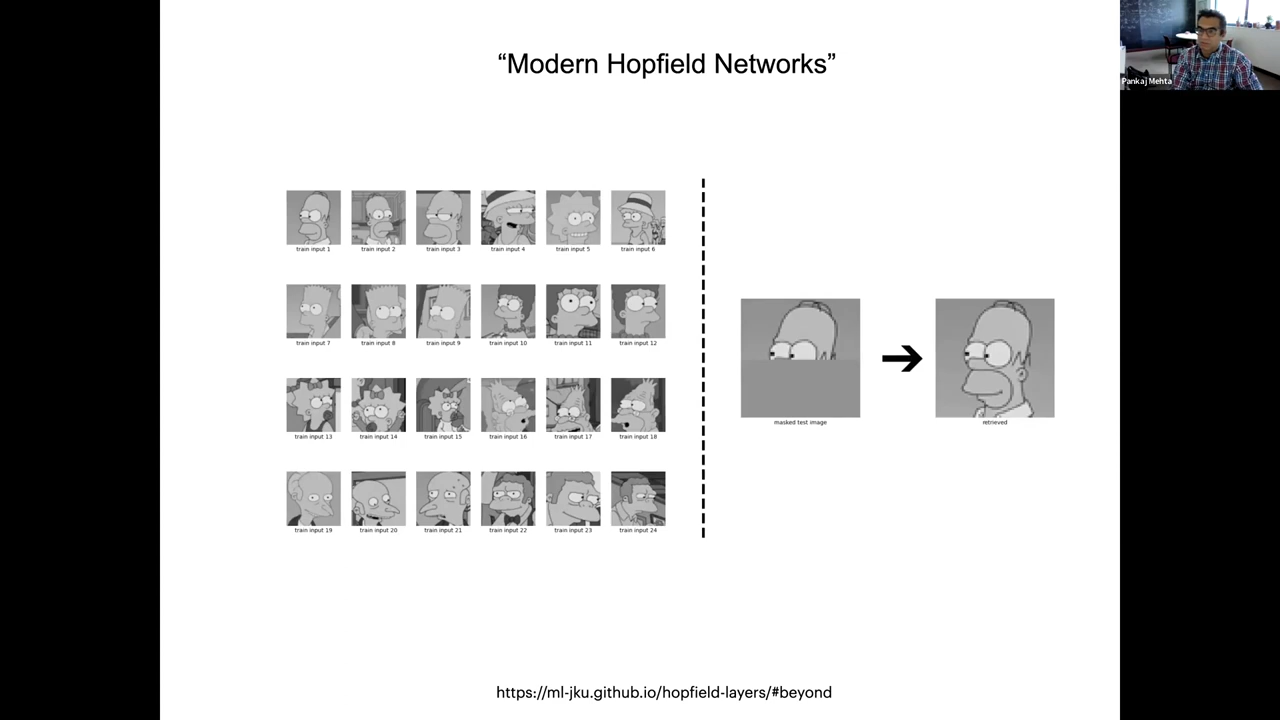 “Modern Hopfield Networks”
Pankaj Mehta
train input 1 train input 2 train input 3 train input 4 train input 5 train input 6
train input 7 train input 8 train input 9 train input 10 train input 11 train input 12
train input 13 train input 14 train input 15 train input 16 train input 17 train input 18
train input 19 train input 20 train input 21 train input 22 train input 23 train input 24
masked test image retrieved
https://ml-jku.github.io/hopfield-layers/#beyond